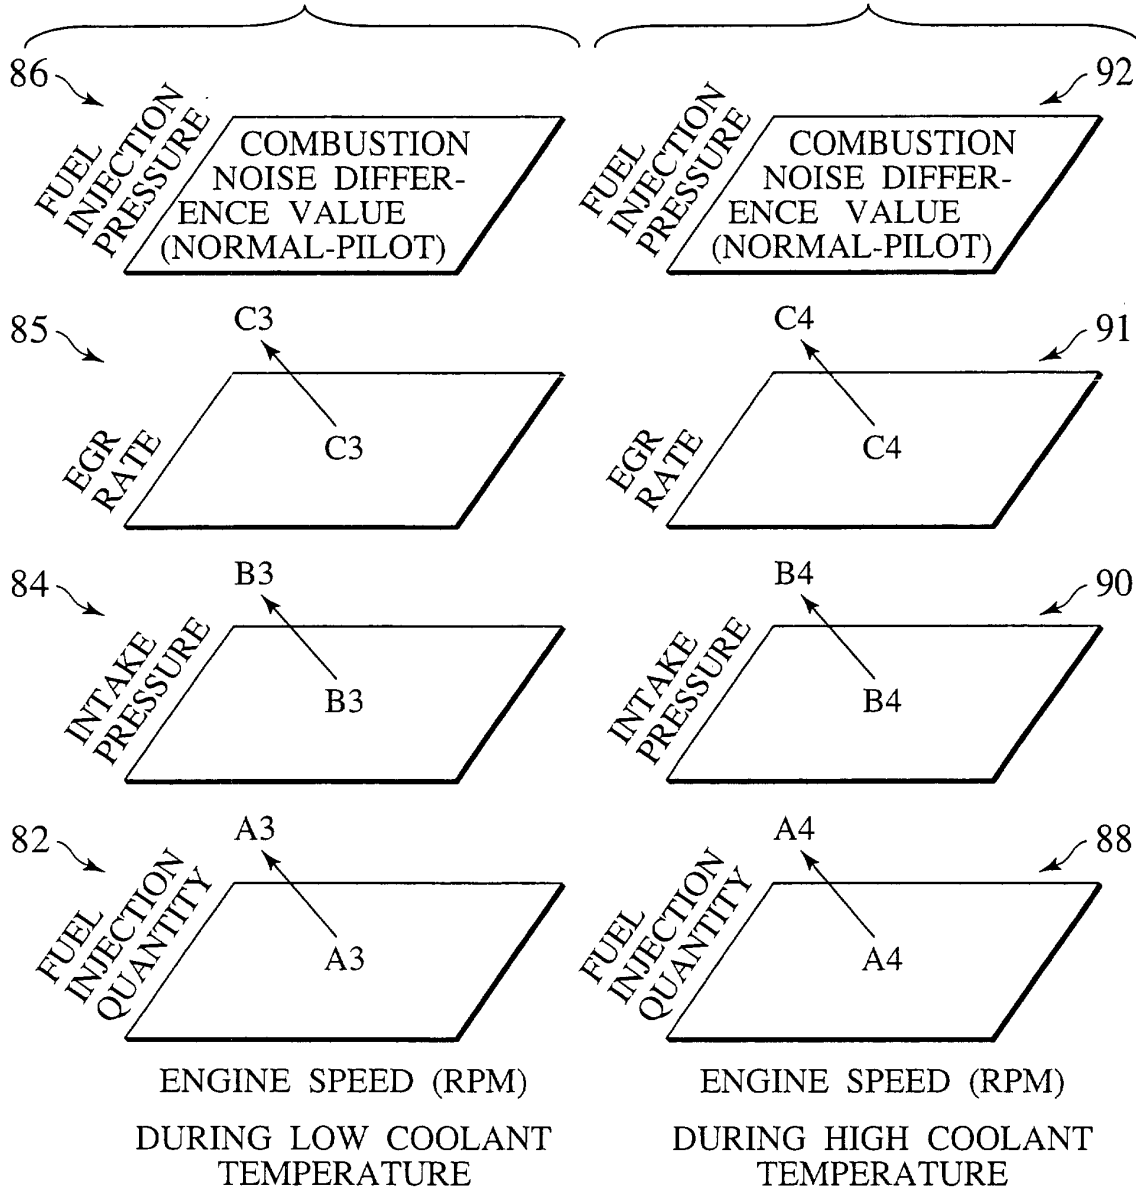 86
FUEL
INJECTION
PRESSURE
COMBUSTION
NOISE DIFFER-
ENCE VALUE
(NORMAL-PILOT)
92
FUEL
INJECTION
PRESSURE
COMBUSTION
NOISE DIFFER-
ENCE VALUE
(NORMAL-PILOT)
85
C3
EGR
RATE
C3
91
C4
EGR
RATE
C4
84
B3
INTAKE
PRESSURE
B3
90
B4
INTAKE
PRESSURE
B4
82
A3
FUEL
INJECTION
QUANTITY
A3
88
A4
FUEL
INJECTION
QUANTITY
A4
ENGINE SPEED (RPM)
DURING LOW COOLANT
TEMPERATURE
ENGINE SPEED (RPM)
DURING HIGH COOLANT
TEMPERATURE